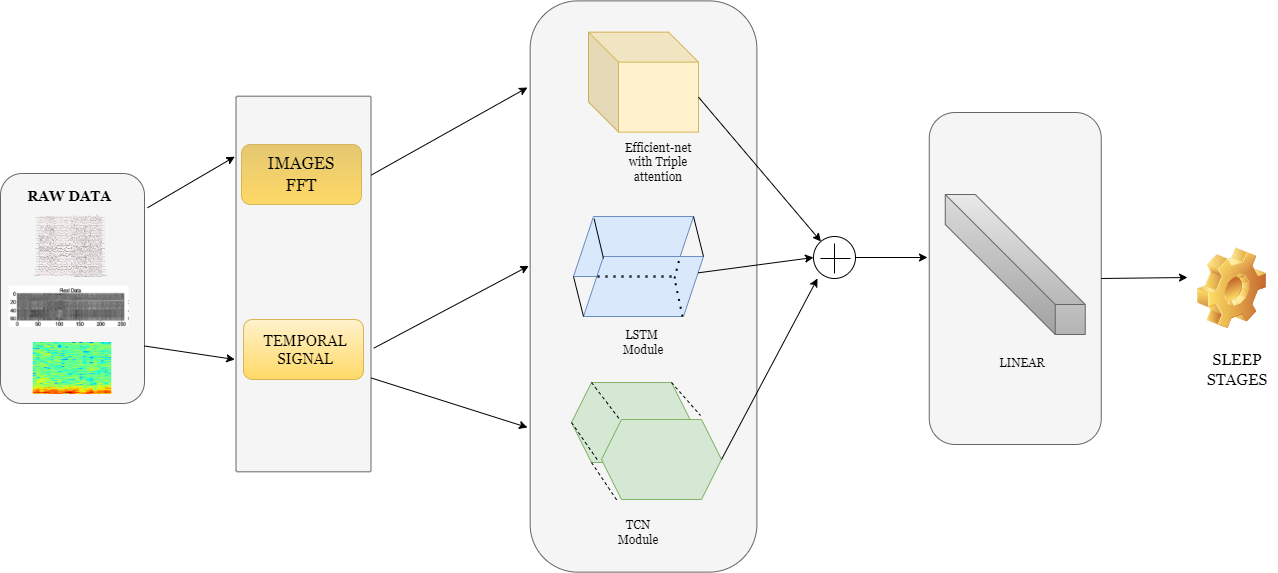 RAW DATA
Real Data
0
20
40
60
0 50 100 150 200 250
IMAGES
FFT
TEMPORAL
SIGNAL
Efficient-net
with Triple
attention
LSTM
Module
TCN
Module
LINEAR
SLEEP
STAGES